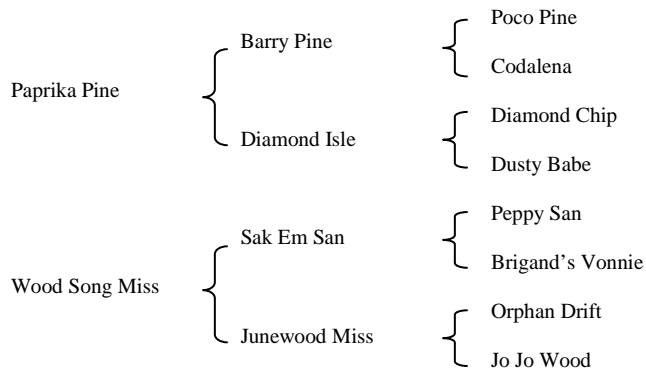 Poco Pine
Barry Pine
Codalena
Paprika Pine
Diamond Chip
Diamond Isle
Dusty Babe
Peppy San
Sak Em San
Brigand’s Vonnie
Wood Song Miss
Orphan Drift
Junewood Miss
Jo Jo Wood